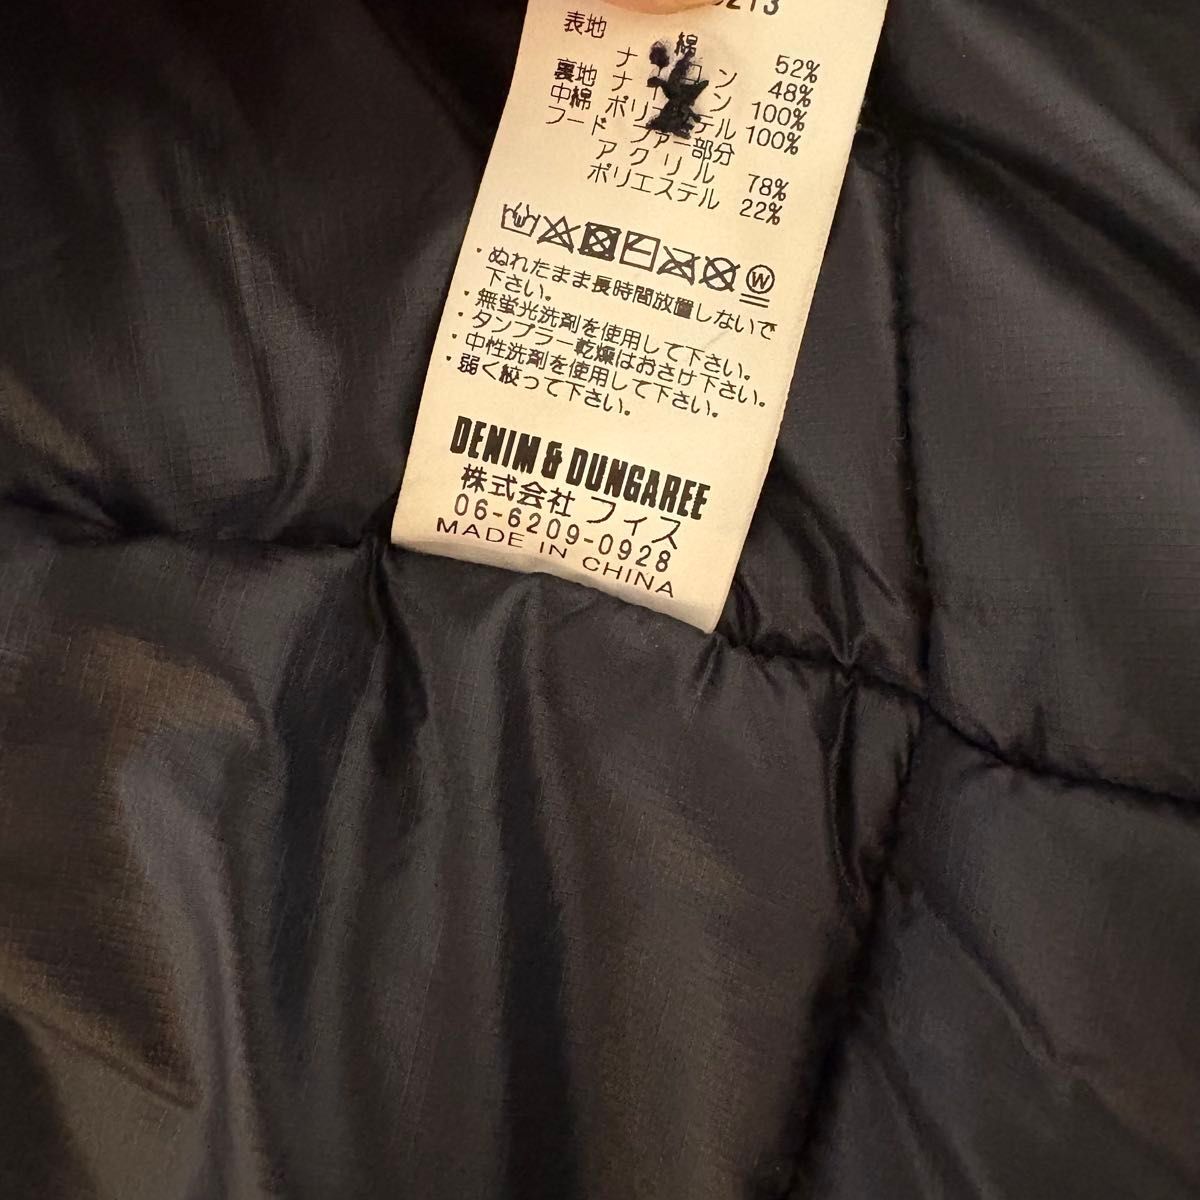 表地 綿 52%
ナイロン 48%
裏地 ナイロン 100%
中綿 ポリエステル 100%
フード ファー部分
アクリル 78%
ポリエステル 22%
W
・ぬれたまま長時間放置しないで
下さい。
・無蛍光洗剤を使用して下さい。
・タンブラー乾燥はおさけ下さい。
・中性洗剤を使用して下さい。
・弱く絞って下さい。
DENIM & DUNGAREE
株式会社 フィス
06-6209-0928
MADE IN CHINA